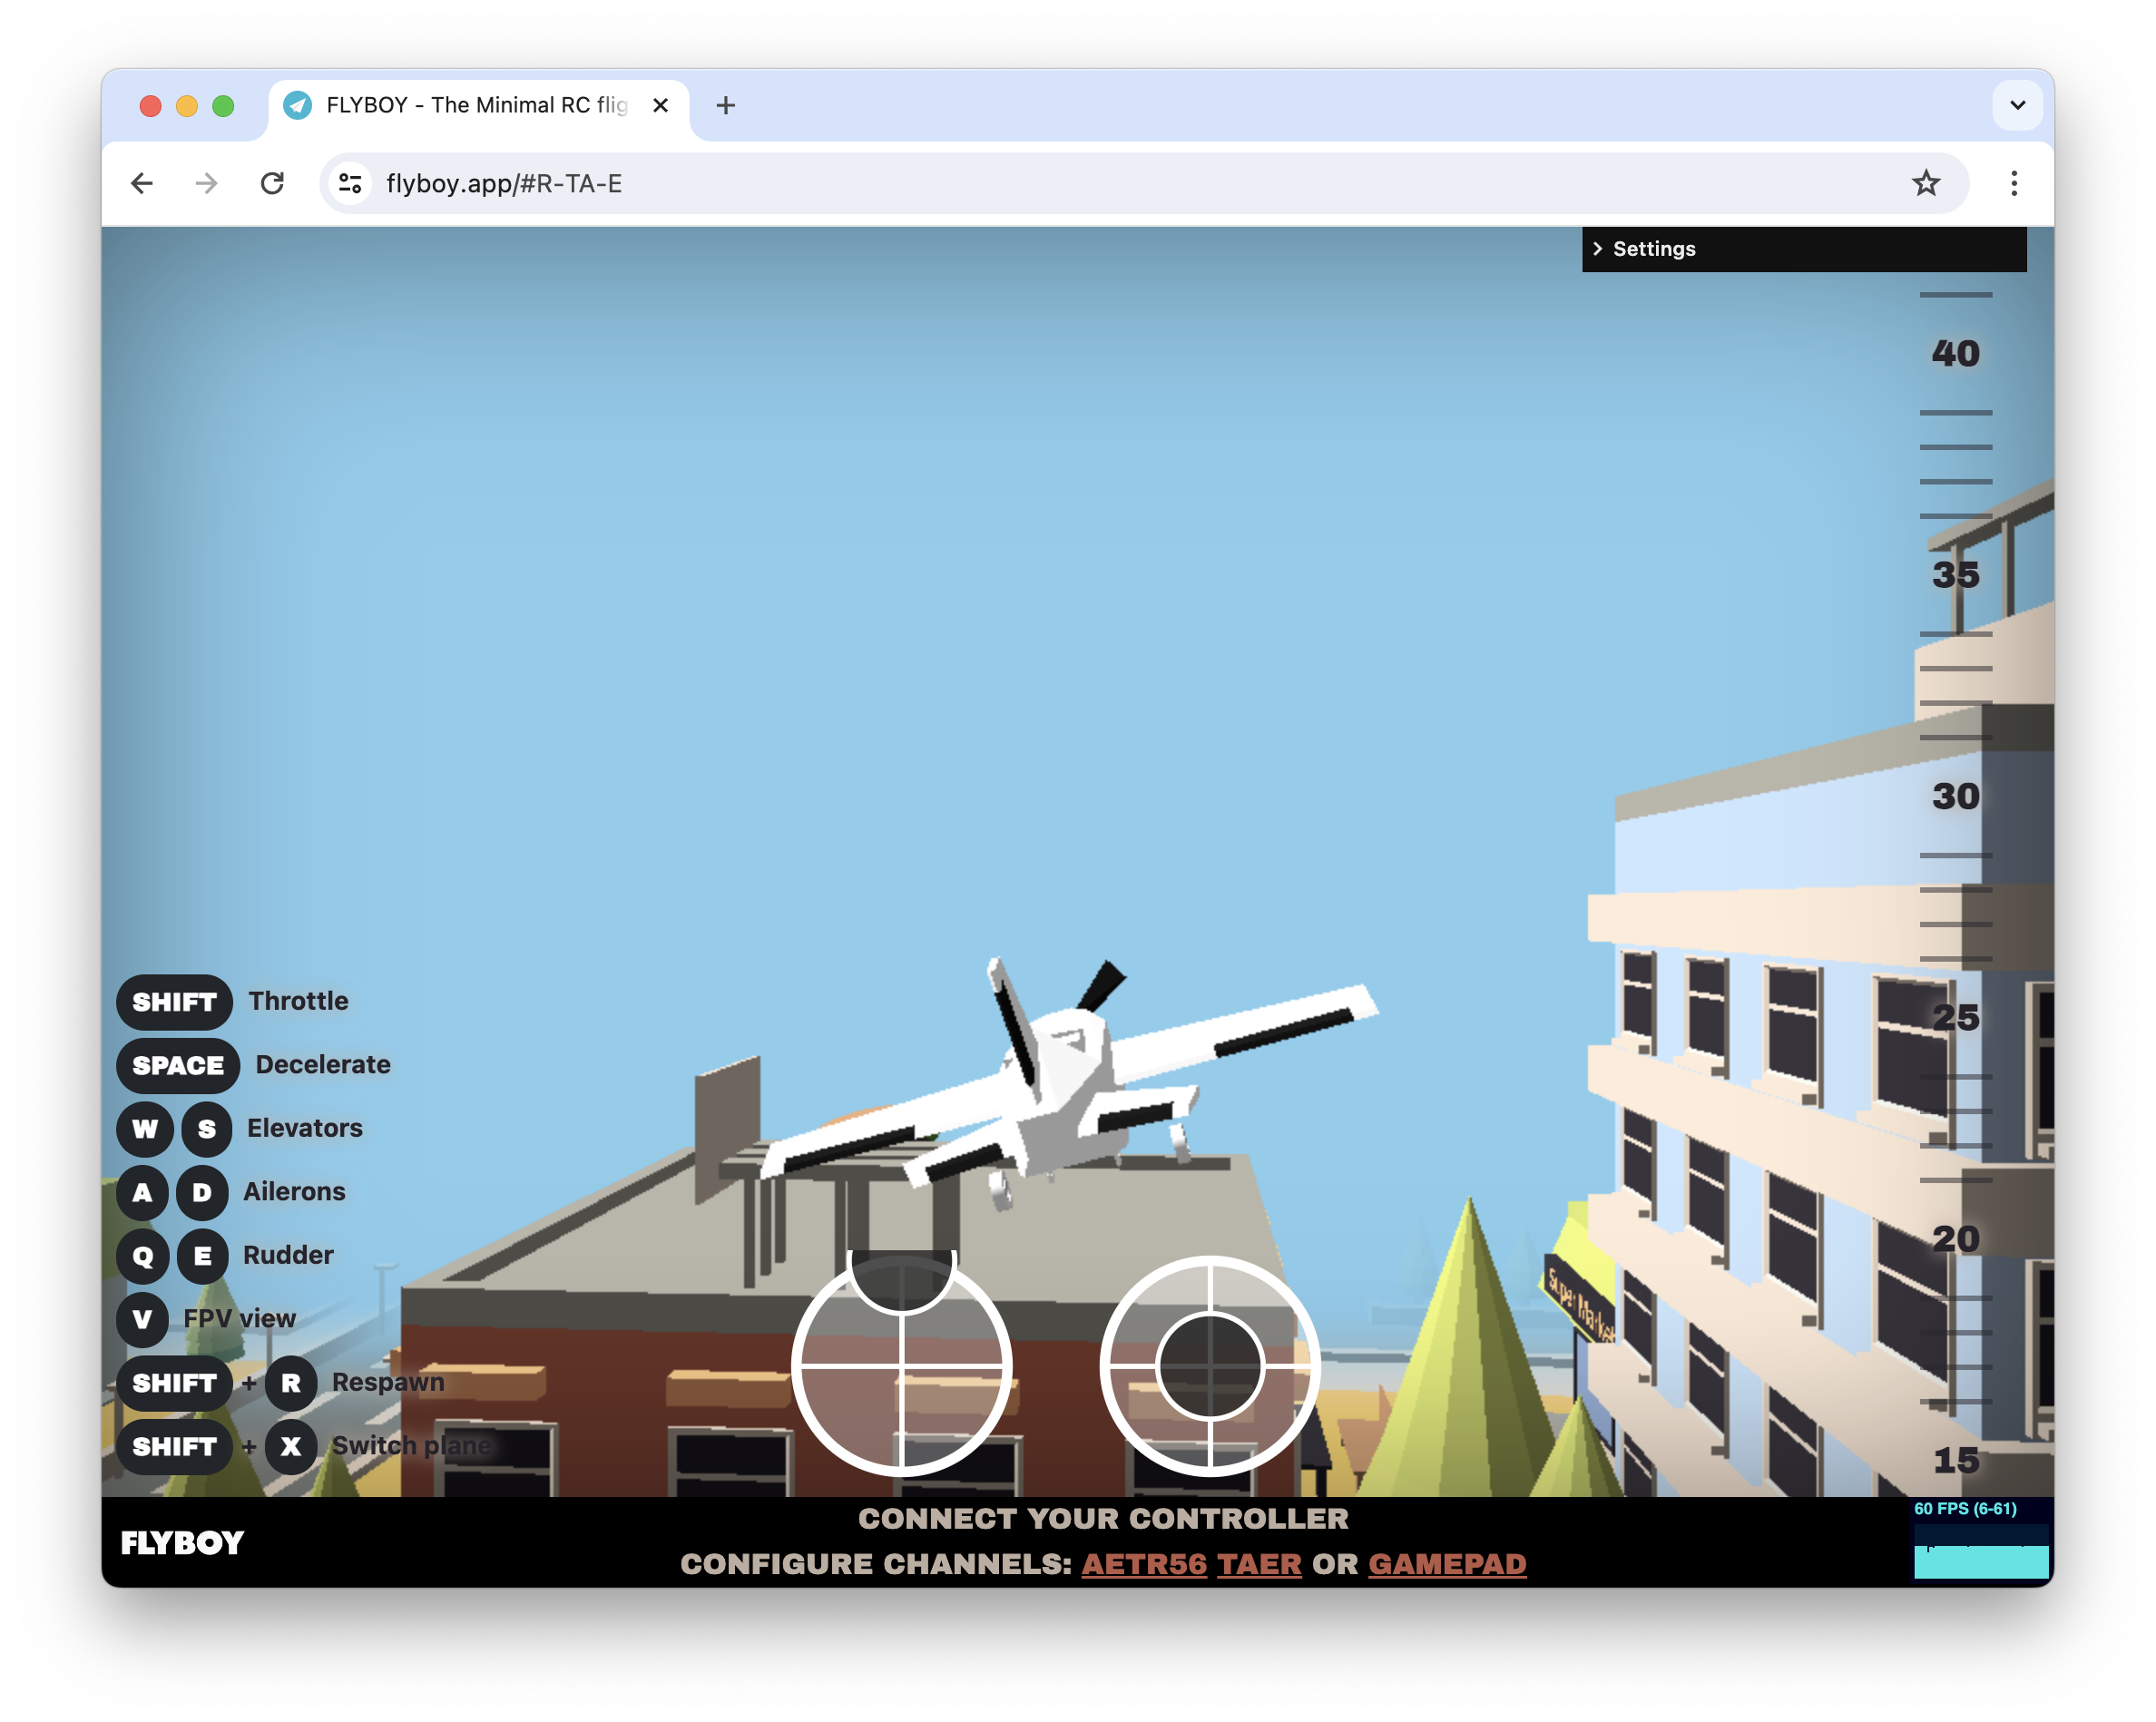 FLYBOY - The Minimal RC flig
flyboy.app/#R-TA-E
Settings
40
35
30
25
20
15
SHIFT Throttle
SPACE Decelerate
W S Elevators
A D Ailerons
Q E Rudder
V FPV view
SHIFT + R Respawn
SHIFT + X Switch plane
Super Market
FLYBOY
CONNECT YOUR CONTROLLER
CONFIGURE CHANNELS: AETR56 TAER OR GAMEPAD
60 FPS (6-61)